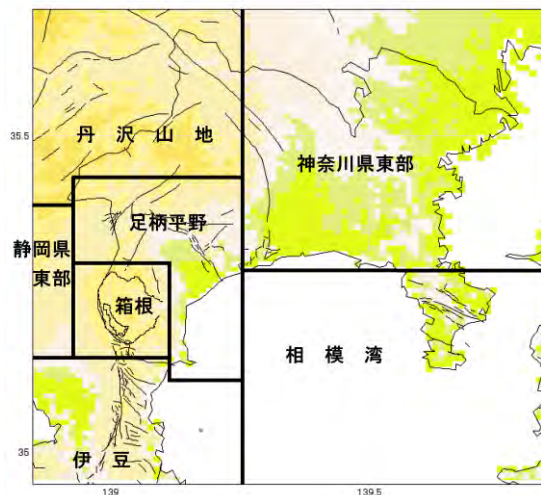 35.5
丹 沢 山 地
神奈川県東部
足柄平野
静岡県
東部
箱根
相 模 湾
35
伊 豆
139
139.5